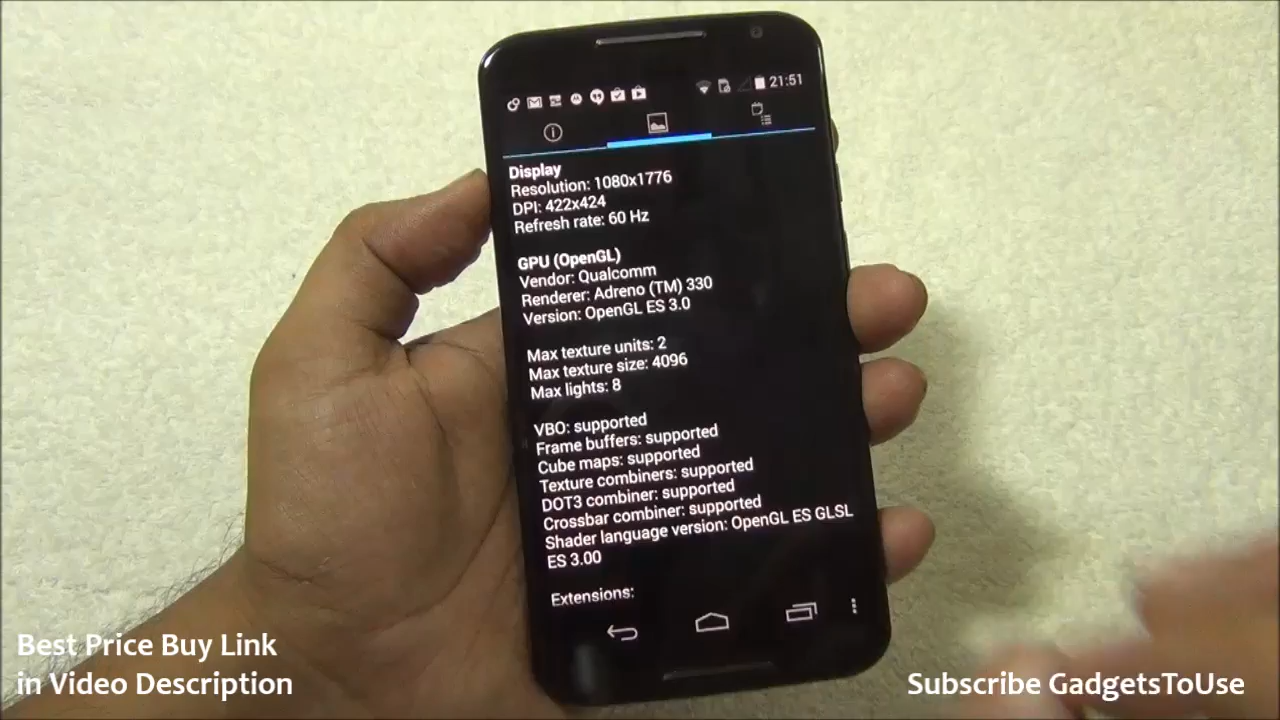 21:51
Display
Resolution: 1080x1776
DPI: 422x424
Refresh rate: 60 Hz
GPU (OpenGL)
Vendor: Qualcomm
Renderer: Adreno (TM) 330
Version: OpenGL ES 3.0
Max texture units: 2
Max texture size: 4096
Max lights: 8
VBO: supported
Frame buffers: supported
Cube maps: supported
Texture combiners: supported
DOT3 combiner: supported
Crossbar combiner: supported
Shader language version: OpenGL ES GLSL
ES 3.00
Extensions:
Best Price Buy Link
in Video Description
Subscribe GadgetsToUse